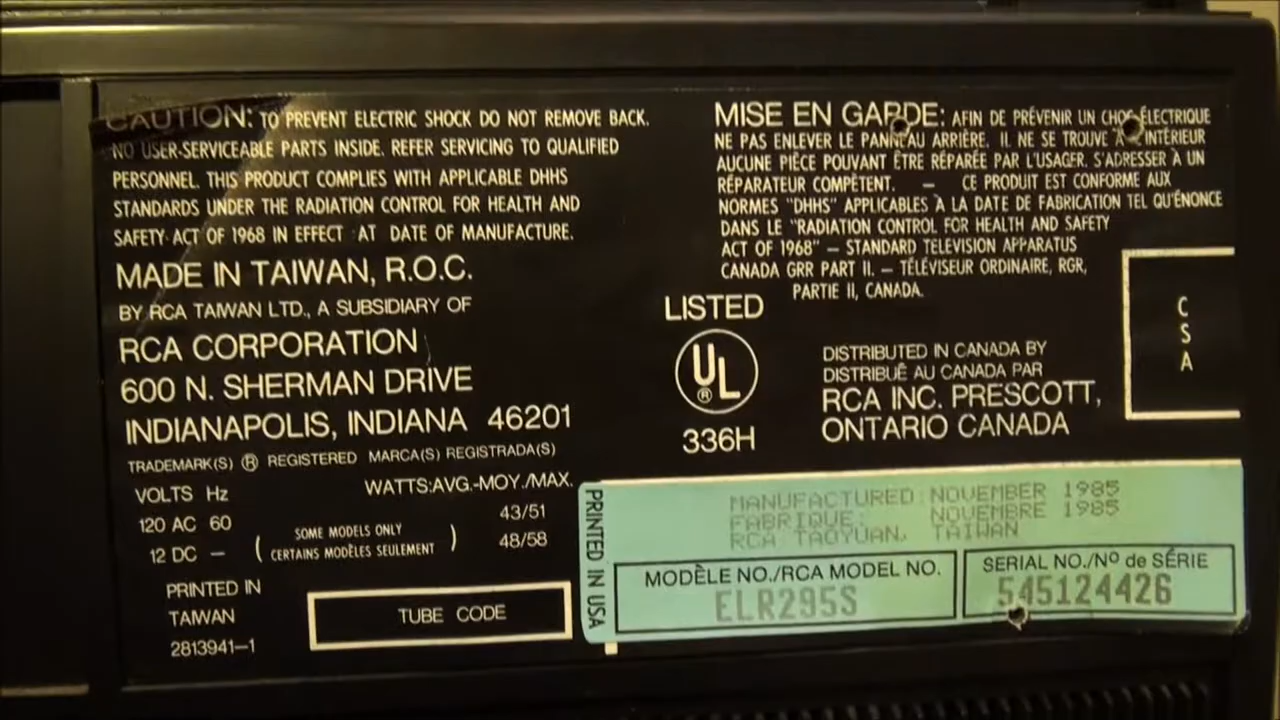 CAUTION: TO PREVENT ELECTRIC SHOCK DO NOT REMOVE BACK.
NO USER-SERVICEABLE PARTS INSIDE. REFER SERVICING TO QUALIFIED
PERSONNEL. THIS PRODUCT COMPLIES WITH APPLICABLE DHHS
STANDARDS UNDER THE RADIATION CONTROL FOR HEALTH AND
SAFETY ACT OF 1968 IN EFFECT AT DATE OF MANUFACTURE.
MADE IN TAIWAN, R.O.C.
BY RCA TAIWAN LTD., A SUBSIDIARY OF
RCA CORPORATION
600 N. SHERMAN DRIVE
INDIANAPOLIS, INDIANA 46201
TRADEMARK(S) ® REGISTERED MARCA(S) REGISTRADA(S)
VOLTS Hz WATTS:AVG.-MOY./MAX.
120 AC 60 43/51
12 DC – ( SOME MODELS ONLY
CERTAINS MODÈLES SEULEMENT ) 48/58
PRINTED IN
TAIWAN
2813941–1
TUBE CODE
MISE EN GARDE: AFIN DE PRÉVENIR UN CHOC ÉLECTRIQUE
NE PAS ENLEVER LE PANNEAU ARRIÈRE. IL NE SE TROUVE À L'INTÉRIEUR
AUCUNE PIÈCE POUVANT ÊTRE RÉPARÉE PAR L'USAGER. S'ADRESSER À UN
RÉPARATEUR COMPÉTENT. – CE PRODUIT EST CONFORME AUX
NORMES "DHHS" APPLICABLES À LA DATE DE FABRICATION TEL QU'ÉNONCE
DANS LE "RADIATION CONTROL FOR HEALTH AND SAFETY
ACT OF 1968" – STANDARD TELEVISION APPARATUS
CANADA GRR PART II. – TÉLÉVISEUR ORDINAIRE, RGR,
PARTIE II, CANADA.
LISTED
UL
®
336H
DISTRIBUTED IN CANADA BY
DISTRIBUÉ AU CANADA PAR
RCA INC. PRESCOTT,
ONTARIO CANADA
C
S
A
PRINTED IN USA
MANUFACTURED: NOVEMBER 1985
FABRIQUE: NOVEMBRE 1985
RCA TAOYUAN, TAIWAN
MODÈLE NO./RCA MODEL NO.
ELR295S
SERIAL NO./Nº de SÉRIE
545124426